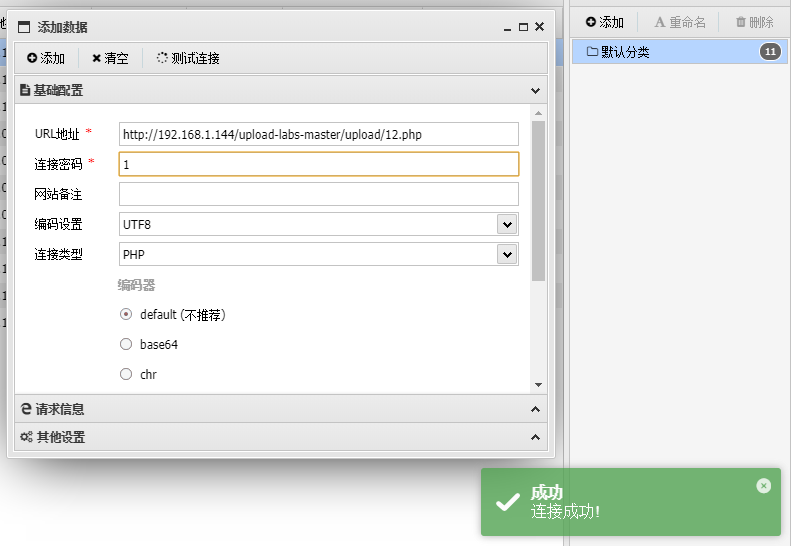 添加数据
添加 清空 测试连接
基础配置
URL地址 * http://192.168.1.144/upload-labs-master/upload/12.php
连接密码 * 1
网站备注
编码设置 UTF8
连接类型 PHP
编码器
default (不推荐)
base64
chr
请求信息
其他设置
添加 重命名 删除
默认分类 11
成功
连接成功!